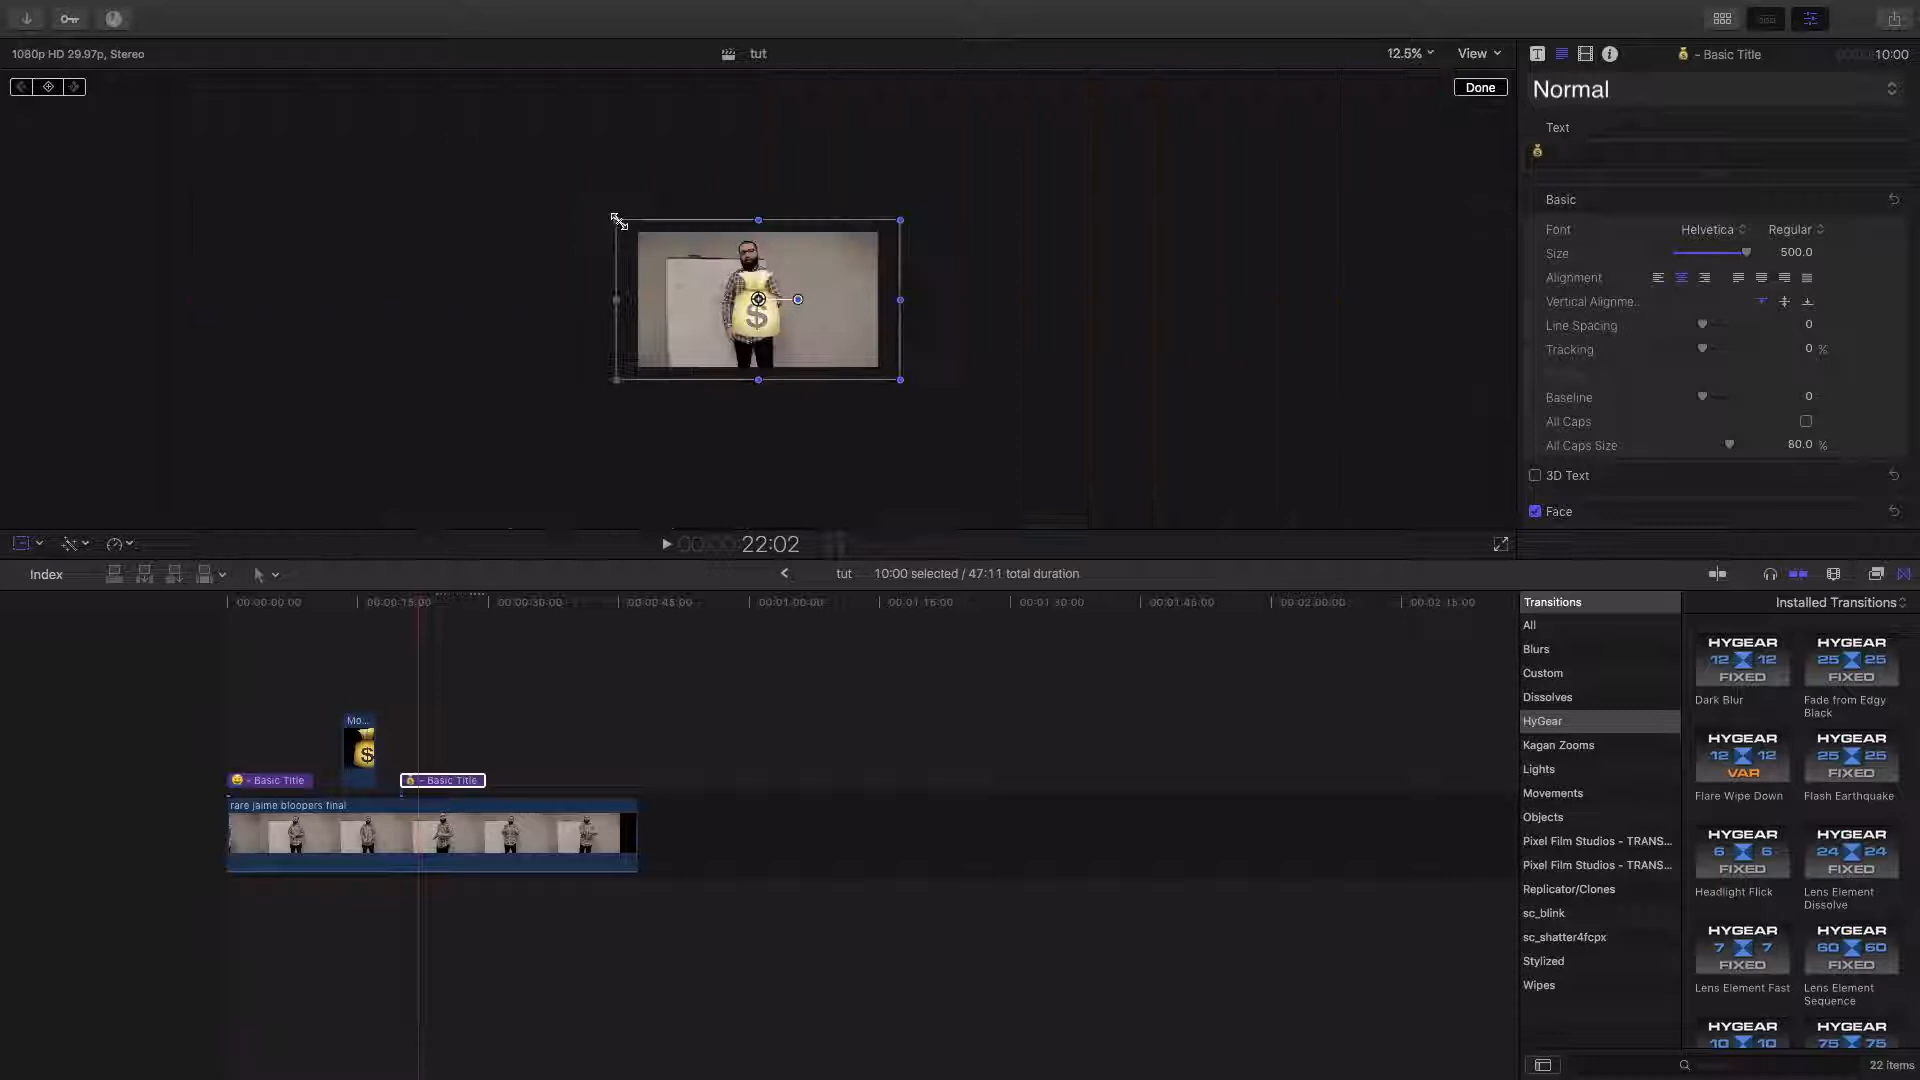 1080p HD 29.97p, Stereo
tut
12.5%
View
- Basic Title
10:00
Done
Normal
Text
Basic
Font
Helvetica
Regular
Size
500.0
Alignment
Vertical Alignme..
Line Spacing
0
Tracking
0 %
Baseline
0
All Caps
All Caps Size
80.0 %
3D Text
Face
$
22:02
Index
tut
10:00 selected / 47:11 total duration
00:00:00:00
00:00:15:00
00:00:30:00
00:00:45:00
00:01:00:00
00:01:15:00
00:01:30:00
00:01:45:00
00:02:00:00
00:02:15:00
Mo...
$
- Basic Title
- Basic Title
rare jaime bloopers final
Transitions
All
Blurs
Custom
Dissolves
HyGear
Kagan Zooms
Lights
Movements
Objects
Pixel Film Studios - TRANS...
Pixel Film Studios - TRANS...
Replicator/Clones
sc_blink
sc_shatter4fcpx
Stylized
Wipes
Installed Transitions
HYGEAR
12 12
FIXED
Dark Blur
HYGEAR
25 25
FIXED
Fade from Edgy
Black
HYGEAR
12 12
VAR
Flare Wipe Down
HYGEAR
25 25
FIXED
Flash Earthquake
HYGEAR
6 6
FIXED
Headlight Flick
HYGEAR
24 24
FIXED
Lens Element
Dissolve
HYGEAR
7 7
FIXED
Lens Element Fast
HYGEAR
60 60
FIXED
Lens Element
Sequence
HYGEAR
10 10
HYGEAR
75 75
22 items